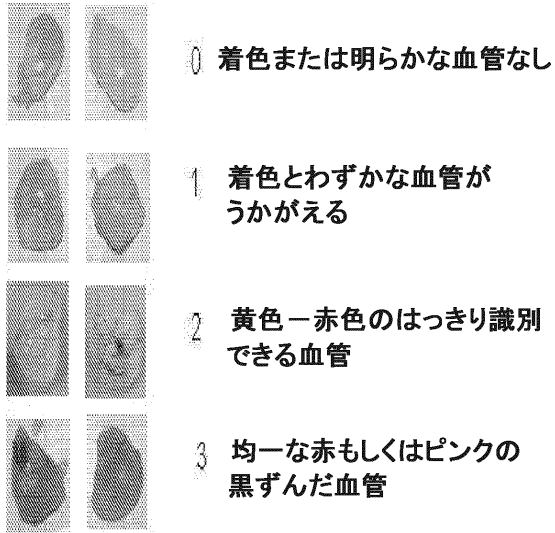 0 着色または明らかな血管なし
1 着色とわずかな血管が
うかがえる
2 黄色－赤色のはっきり識別
できる血管
3 均一な赤もしくはピンクの
黒ずんだ血管